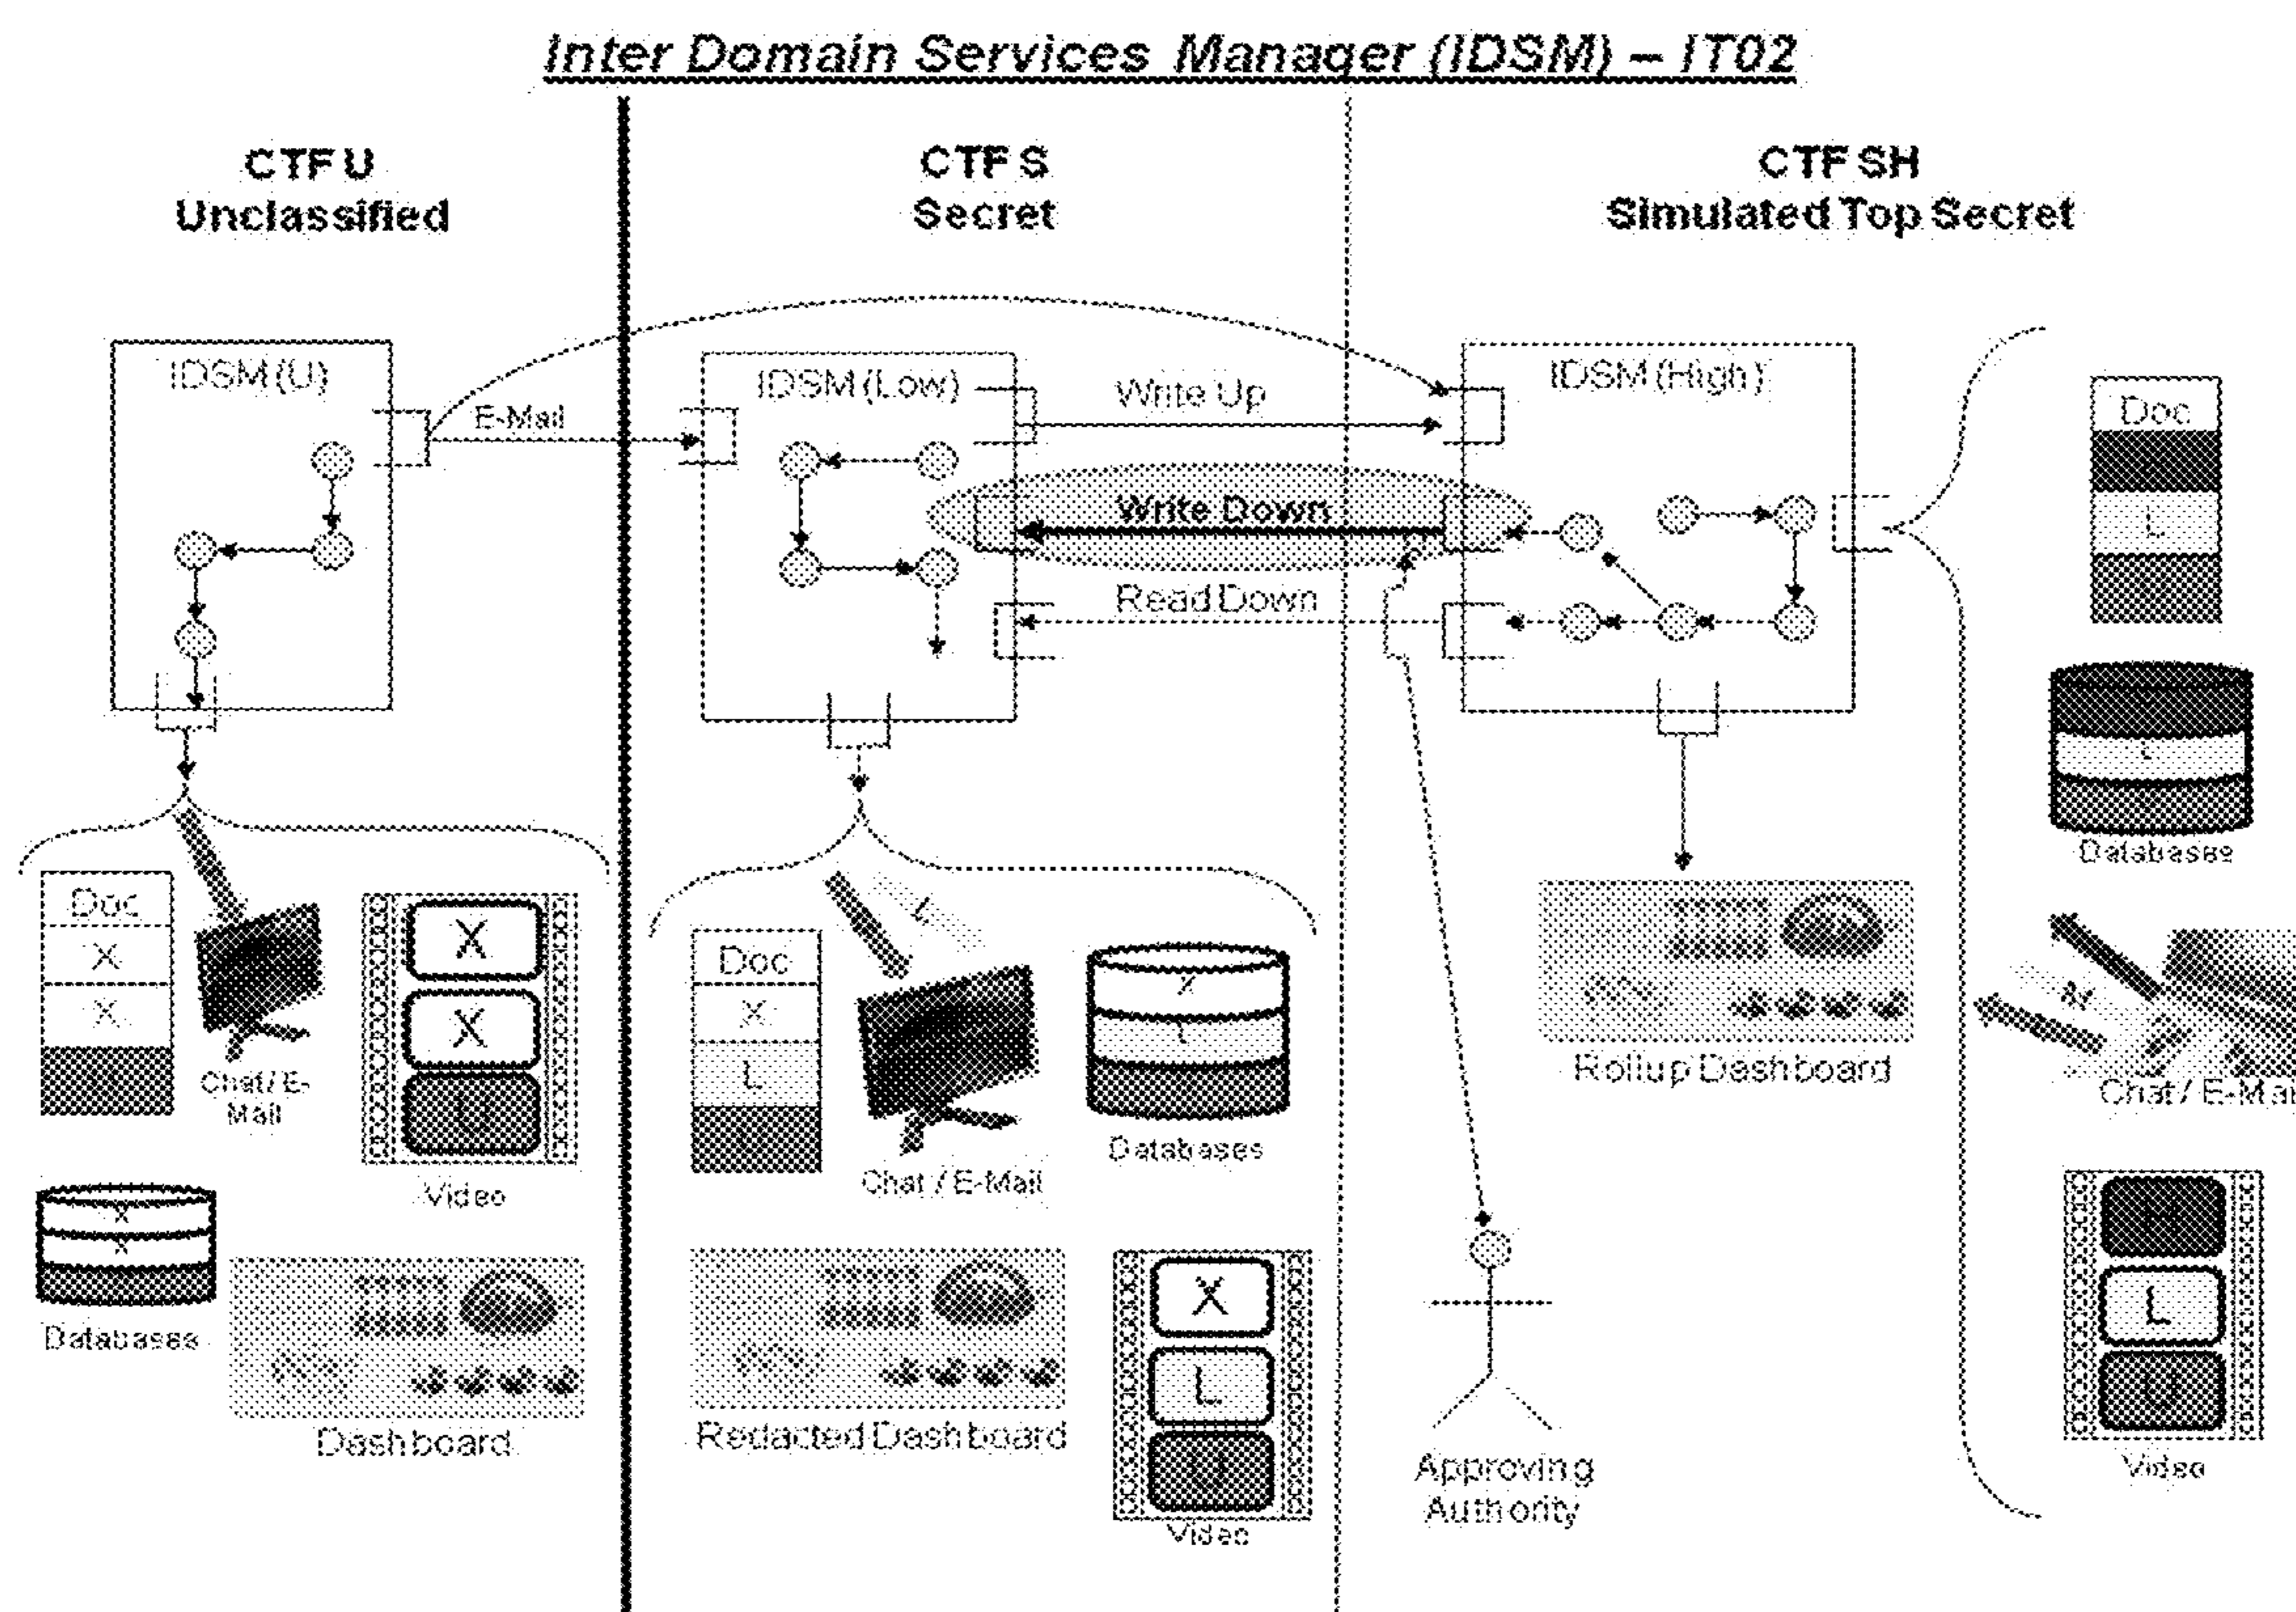 Inter Domain Services Manager (IDSM) – IT02
CTF U
Unclassified
CTF S
Secret
CTF SH
Simulated Top Secret
IDSM (U)
E-Mail
IDSM (Low)
Write Up
Write Down
Read Down
IDSM (High)
Doc
L
L
Databases
M
Chat / E-Mai
H
L
U
Video
Doc
X
X
U
Chat / E-
Mail
X
X
U
Video
X
X
Databases
Dashboard
L
Doc
X
L
Chat / E-Mail
X
L
Databases
Redacted Dashboard
X
L
U
Video
Rollup Dashboard
Approving
Authority